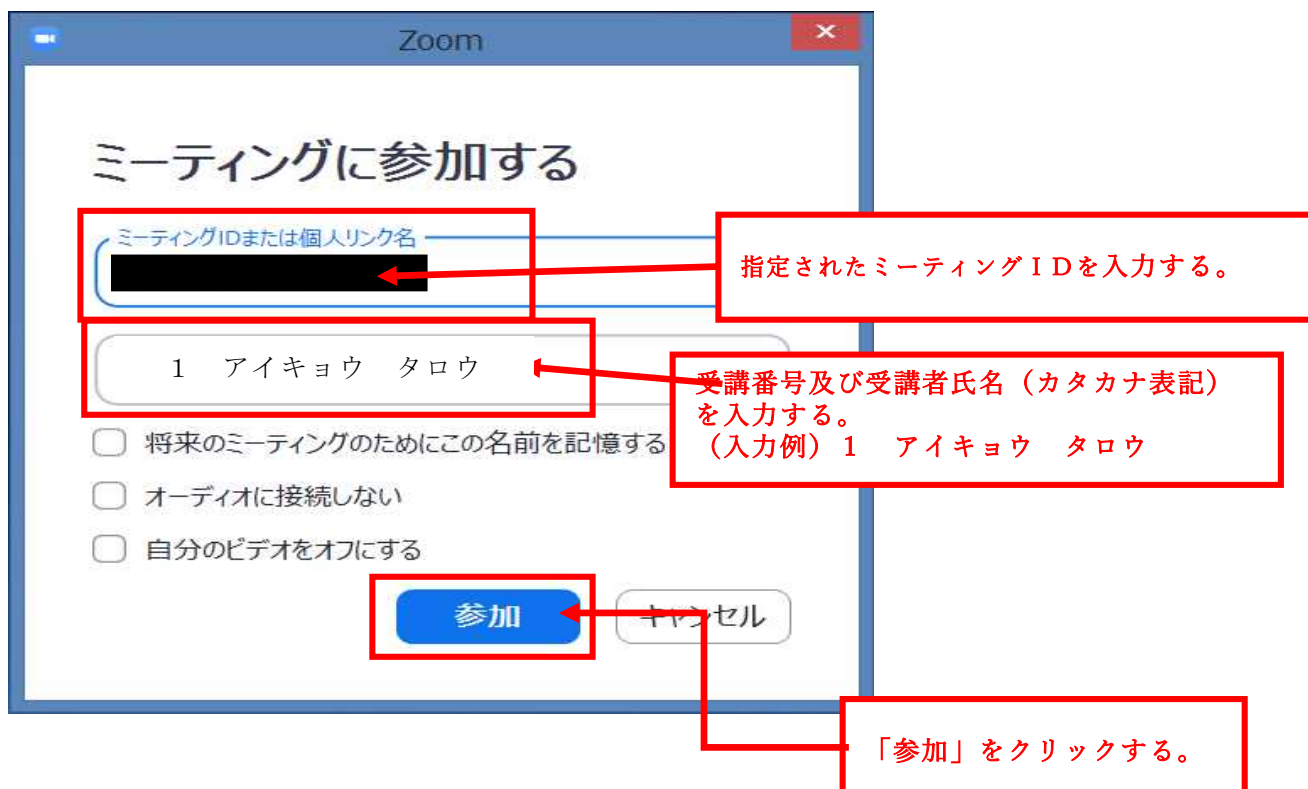 Zoom
ミーティングに参加する
ミーティングIDまたは個人リンク名
指定されたミーティングＩＤを入力する。
１　アイキョウ　タロウ
受講番号及び受講者氏名（カタカナ表記）
を入力する。
（入力例）１　アイキョウ　タロウ
将来のミーティングのためにこの名前を記憶する
オーディオに接続しない
自分のビデオをオフにする
参加
キャンセル
「参加」をクリックする。